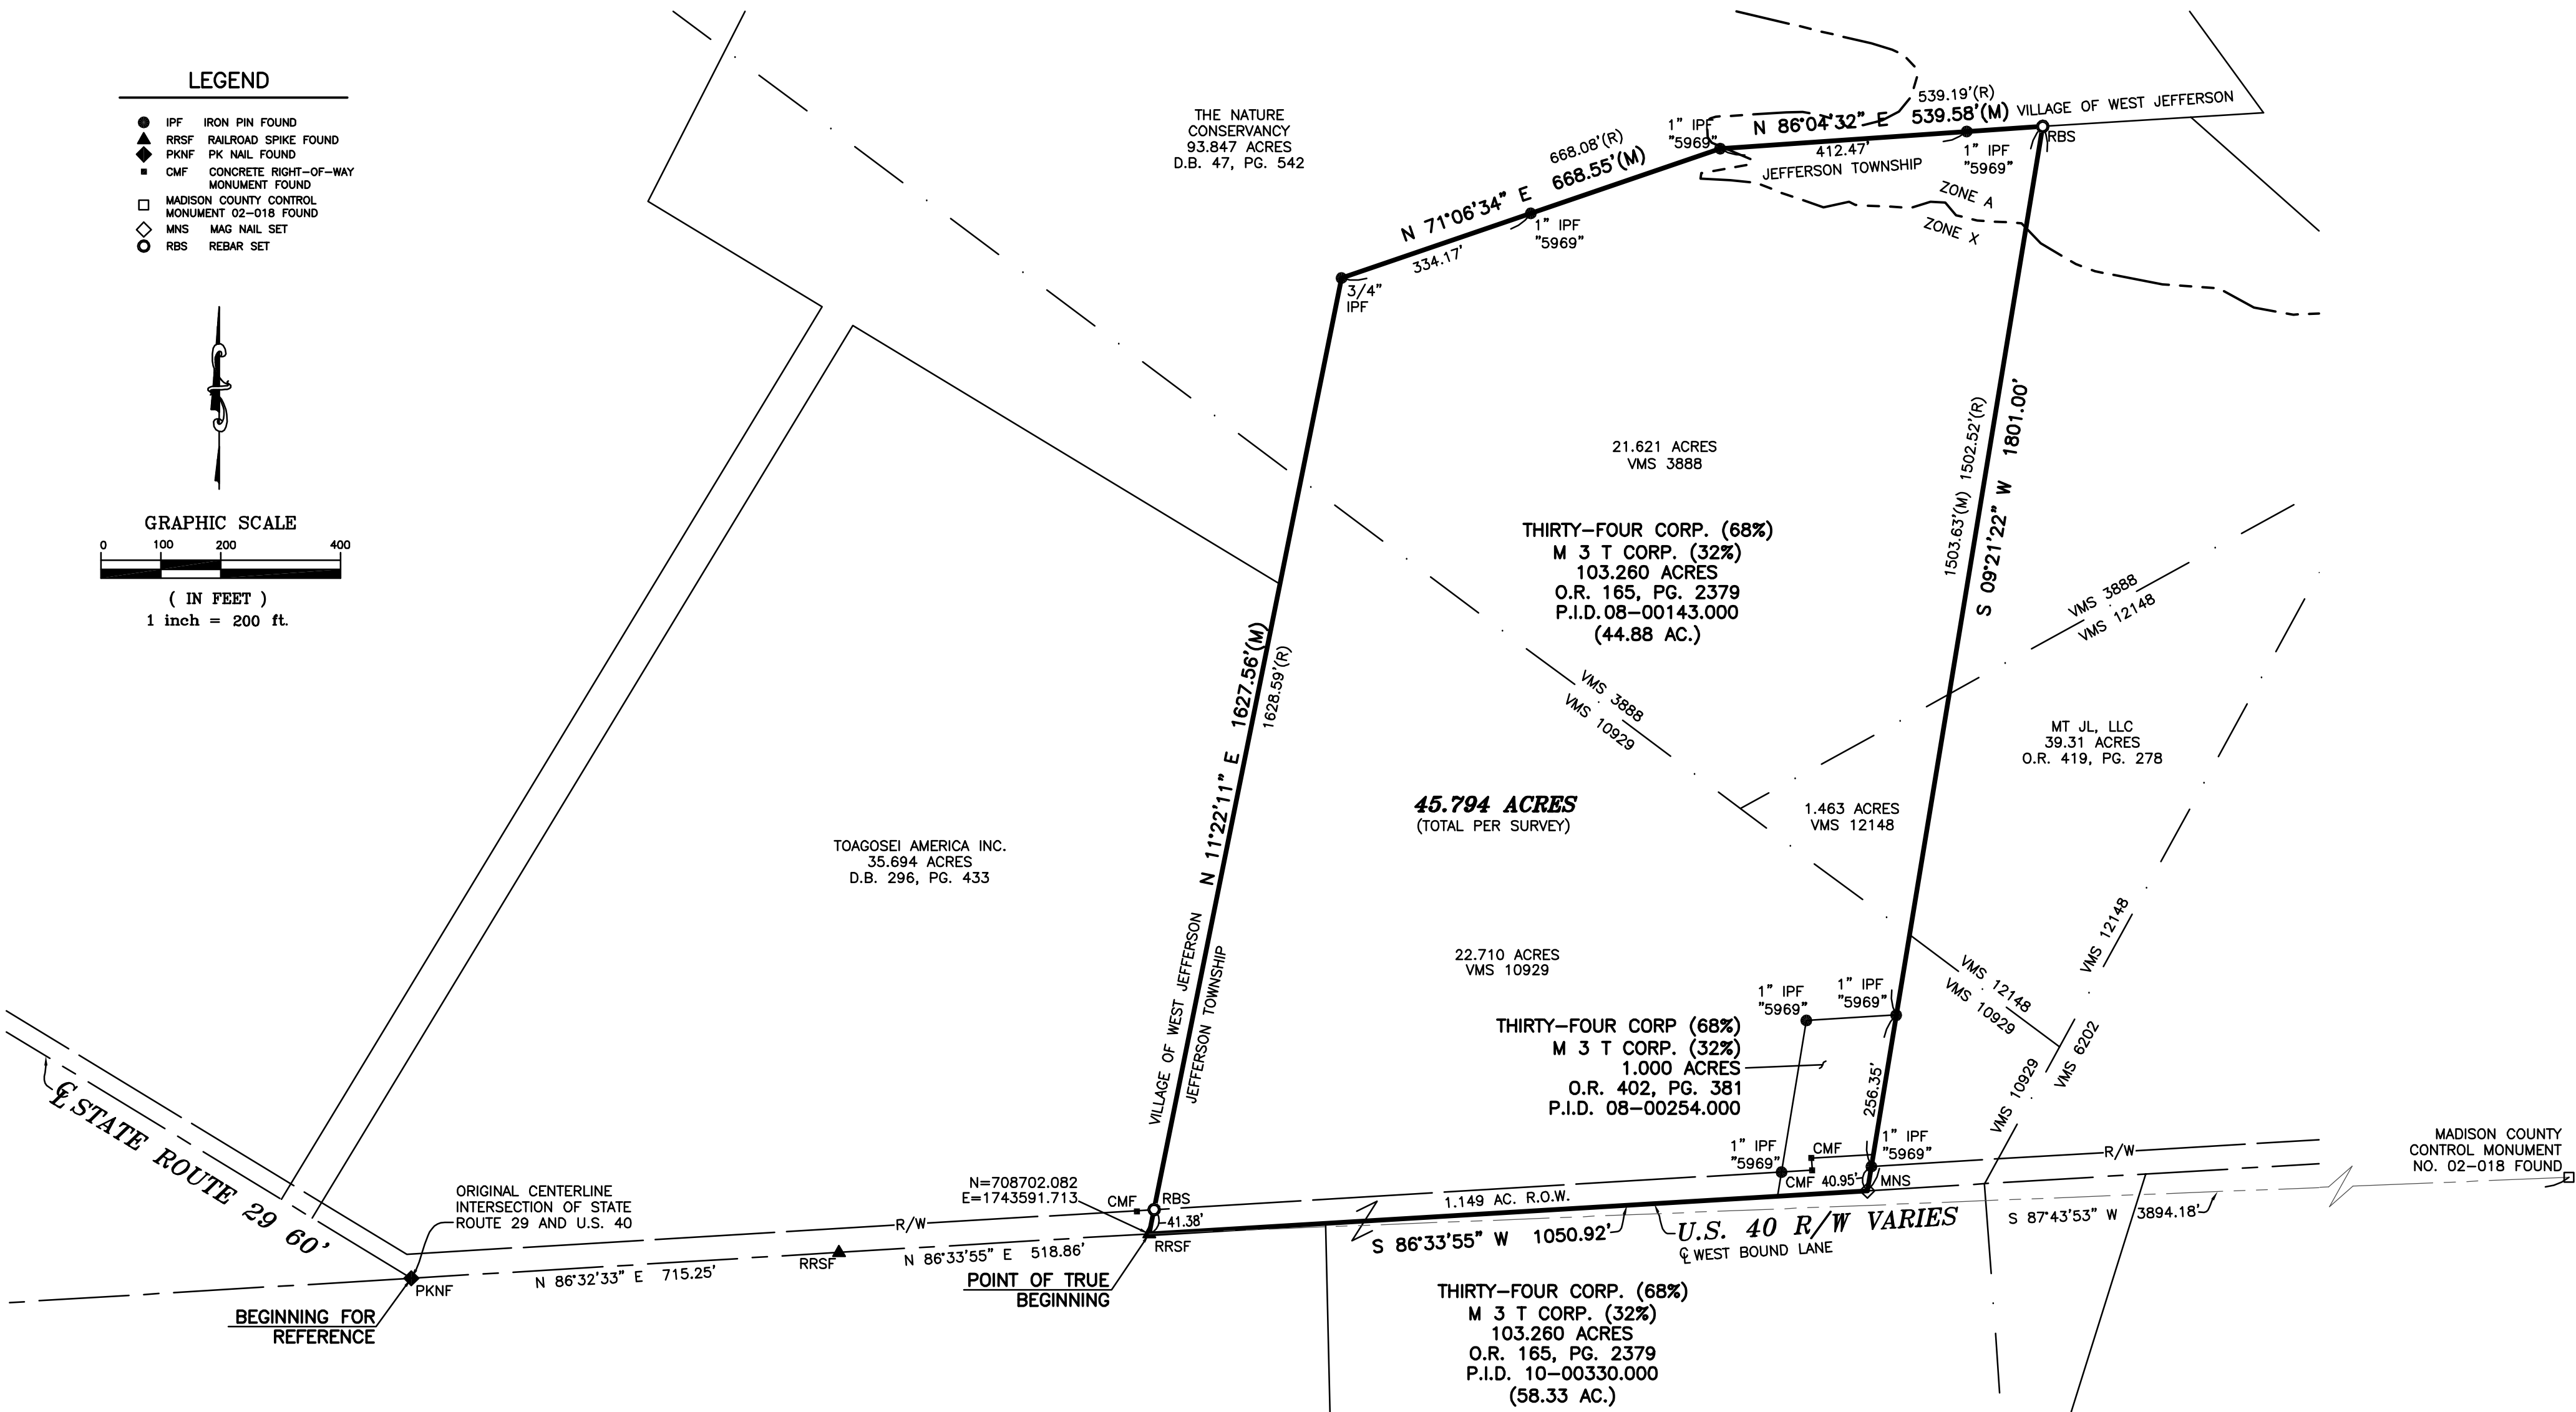 LEGEND
IPF IRON PIN FOUND
RRSF RAILROAD SPIKE FOUND
PKNF PK NAIL FOUND
CMF CONCRETE RIGHT-OF-WAY
MONUMENT FOUND
MADISON COUNTY CONTROL
MONUMENT 02-018 FOUND
MNS MAG NAIL SET
RBS REBAR SET
GRAPHIC SCALE
0 100 200 400
( IN FEET )
1 inch = 200 ft.
THE NATURE
CONSERVANCY
93.847 ACRES
D.B. 47, PG. 542
N 71°06'34" E 668.55'(M)
668.08'(R)
334.17'
3/4"
IPF
1" IPF
"5969"
1" IPF
"5969"
N 86°04'32" E 539.58'(M)
539.19'(R)
412.47'
1" IPF
"5969"
VILLAGE OF WEST JEFFERSON
JEFFERSON TOWNSHIP
RBS
ZONE A
ZONE X
21.621 ACRES
VMS 3888
THIRTY-FOUR CORP. (68%)
M 3 T CORP. (32%)
103.260 ACRES
O.R. 165, PG. 2379
P.I.D. 08-00143.000
(44.88 AC.)
1503.63'(M) 1502.52'(R)
S 09°21'22" W 1801.00'
VMS 3888
VMS 12148
VMS 3888
VMS 10929
N 11°22'11" E 1627.56'(M)
1628.59'(R)
MT JL, LLC
39.31 ACRES
O.R. 419, PG. 278
45.794 ACRES
(TOTAL PER SURVEY)
1.463 ACRES
VMS 12148
TOAGOSEI AMERICA INC.
35.694 ACRES
D.B. 296, PG. 433
VILLAGE OF WEST JEFFERSON
JEFFERSON TOWNSHIP
22.710 ACRES
VMS 10929
1" IPF
"5969"
1" IPF
"5969"
VMS 12148
VMS 10929
VMS 12148
VMS 6202
VMS 10929
THIRTY-FOUR CORP (68%)
M 3 T CORP. (32%)
1.000 ACRES
O.R. 402, PG. 381
P.I.D. 08-00254.000
256.35'
1" IPF
"5969"
CMF
1" IPF
"5969"
CMF 40.95'
MNS
R/W
MADISON COUNTY
CONTROL MONUMENT
NO. 02-018 FOUND
℄ STATE ROUTE 29 60'
ORIGINAL CENTERLINE
INTERSECTION OF STATE
ROUTE 29 AND U.S. 40
N=708702.082
E=1743591.713
CMF
RBS
41.38'
RRSF
1.149 AC. R.O.W.
R/W
RRSF
N 86°33'55" E 518.86'
N 86°32'33" E 715.25'
PKNF
S 86°33'55" W 1050.92'
U.S. 40 R/W VARIES
℄ WEST BOUND LANE
S 87°43'53" W 3894.18'
POINT OF TRUE
BEGINNING
BEGINNING FOR
REFERENCE
THIRTY-FOUR CORP. (68%)
M 3 T CORP. (32%)
103.260 ACRES
O.R. 165, PG. 2379
P.I.D. 10-00330.000
(58.33 AC.)